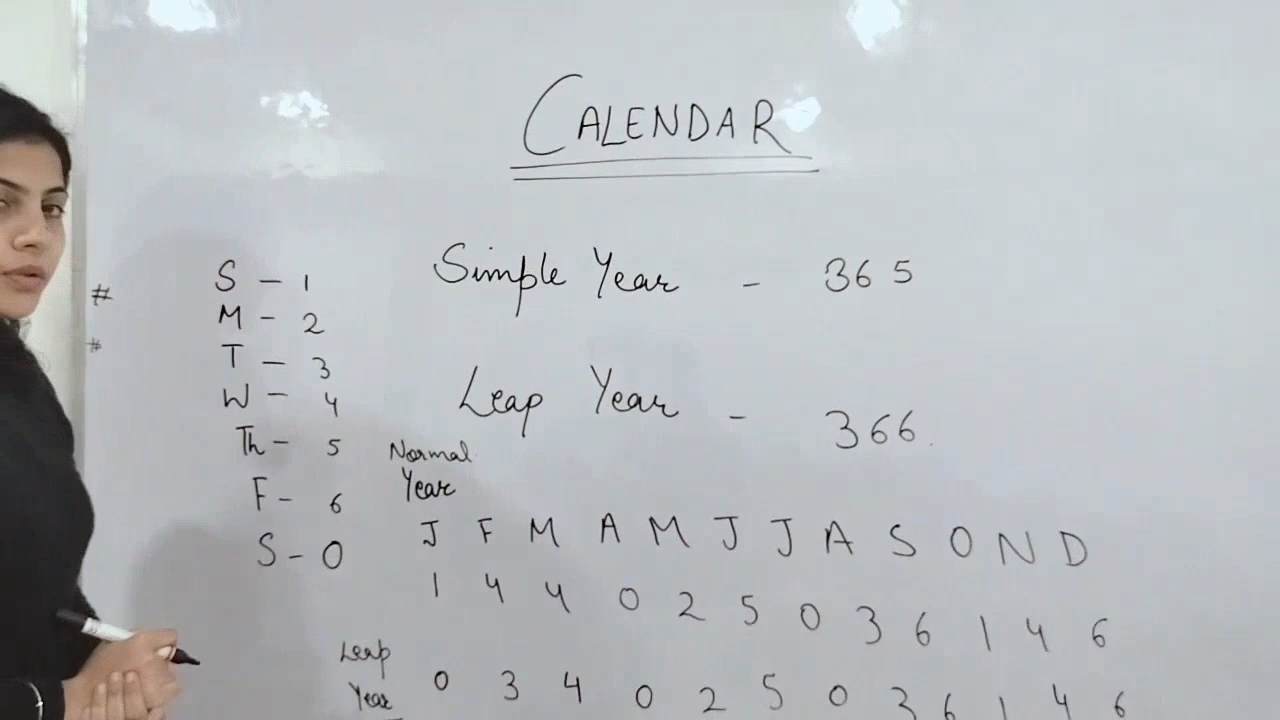 CALENDAR
Simple Year - 365
Leap Year - 366.
#
#
S - 1
M - 2
T - 3
W - 4
Th - 5
F - 6
S - 0
Normal
Year
J F M A M J J A S O N D
1 4 4 0 2 5 0 3 6 1 4 6
Leap
Year
0 3 4 0 2 5 0 3 6 1 4 6